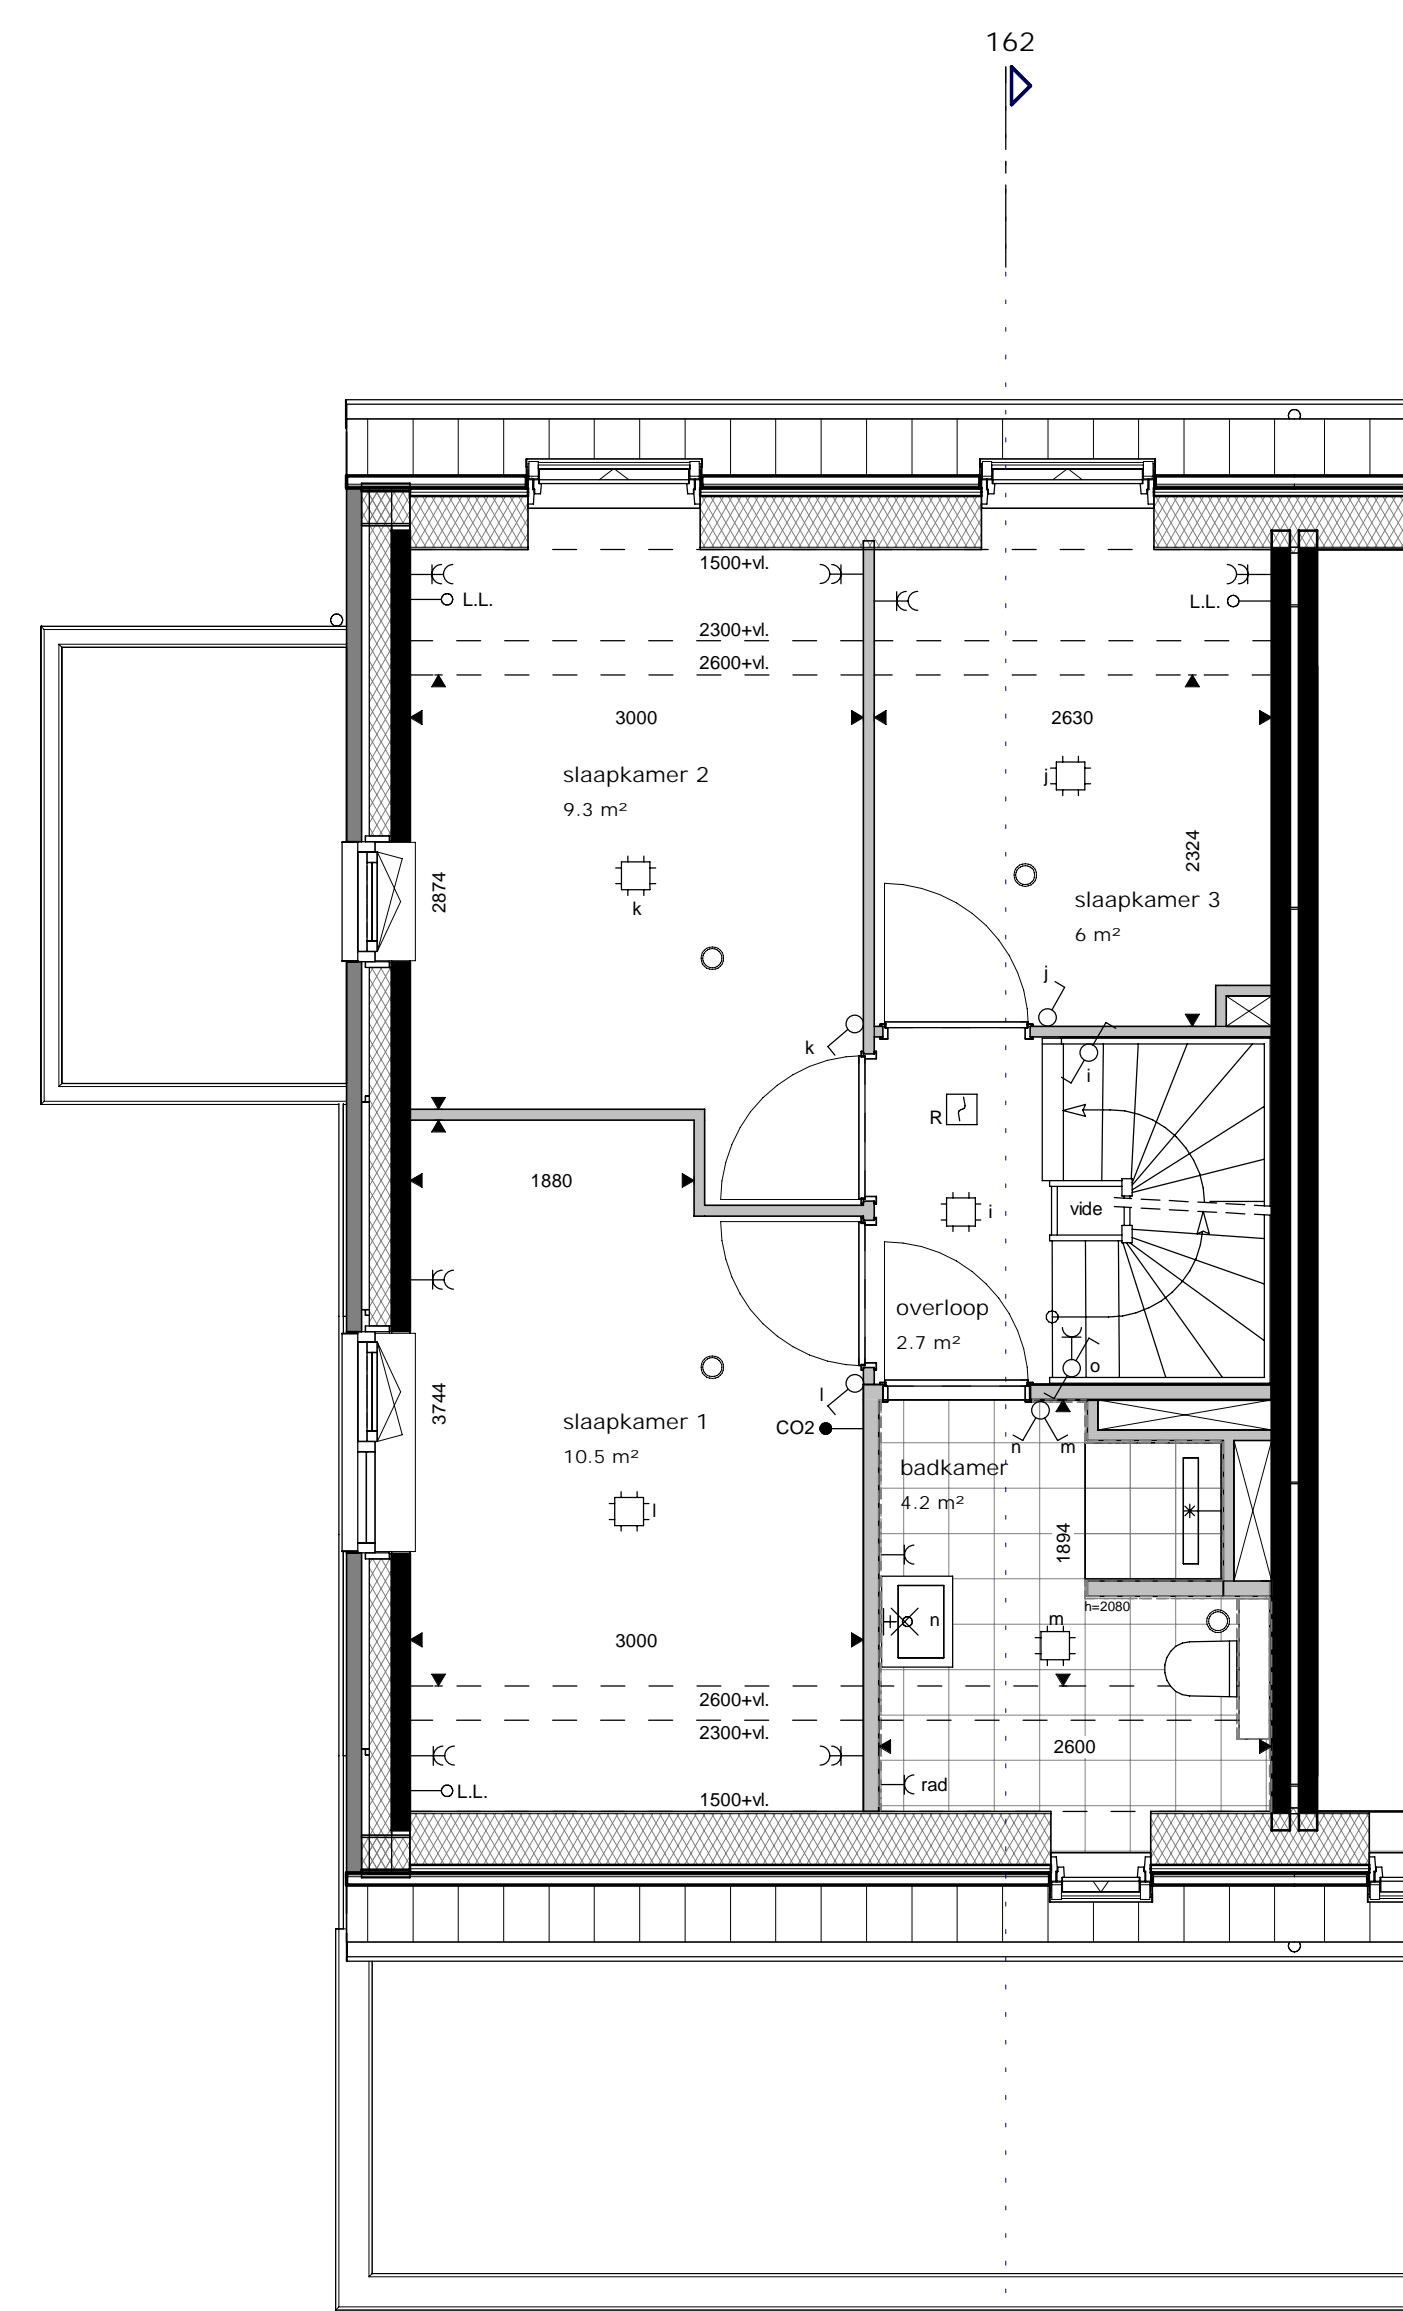 162
1500+vl.
L.L.
L.L.
2300+vl.
2600+vl.
3000
2630
slaapkamer 2
9.3 m²
j
2874
k
2324
slaapkamer 3
6 m²
j
k
i
R
1880
vide
i
overloop
2.7 m²
o
l
3744
slaapkamer 1
10.5 m²
CO2
n
m
badkamer
4.2 m²
l
1894
h=2080
n
m
3000
2600+vl.
2300+vl.
2600
L.L.
1500+vl.
rad